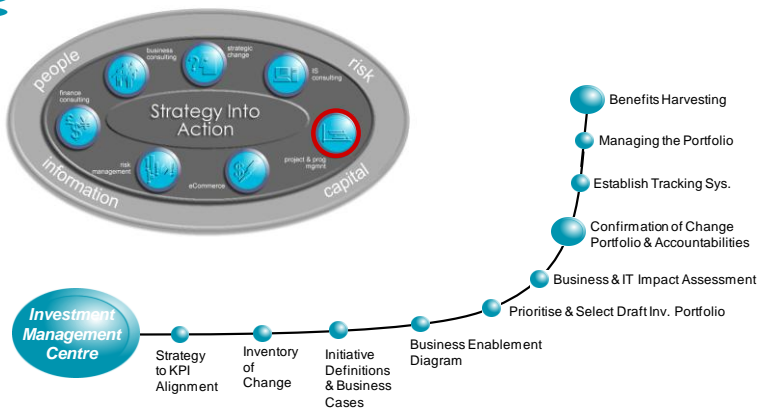 people
risk
information
capital
business
consulting
strategic
change
IS
consulting
finance
consulting
Strategy Into
Action
risk
management
eCommerce
project & prog
mgmnt
Benefits Harvesting
Managing the Portfolio
Establish Tracking Sys.
Confirmation of Change
Portfolio & Accountabilities
Business & IT Impact Assessment
Prioritise & Select Draft Inv. Portfolio
Business Enablement
Diagram
Investment
Management
Centre
Strategy
to KPI
Alignment
Inventory
of
Change
Initiative
Definitions
& Business
Cases